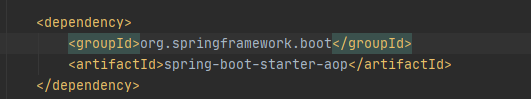 <dependency>
<groupId>org.springframework.boot</groupId>
<artifactId>spring-boot-starter-aop</artifactId>
</dependency>